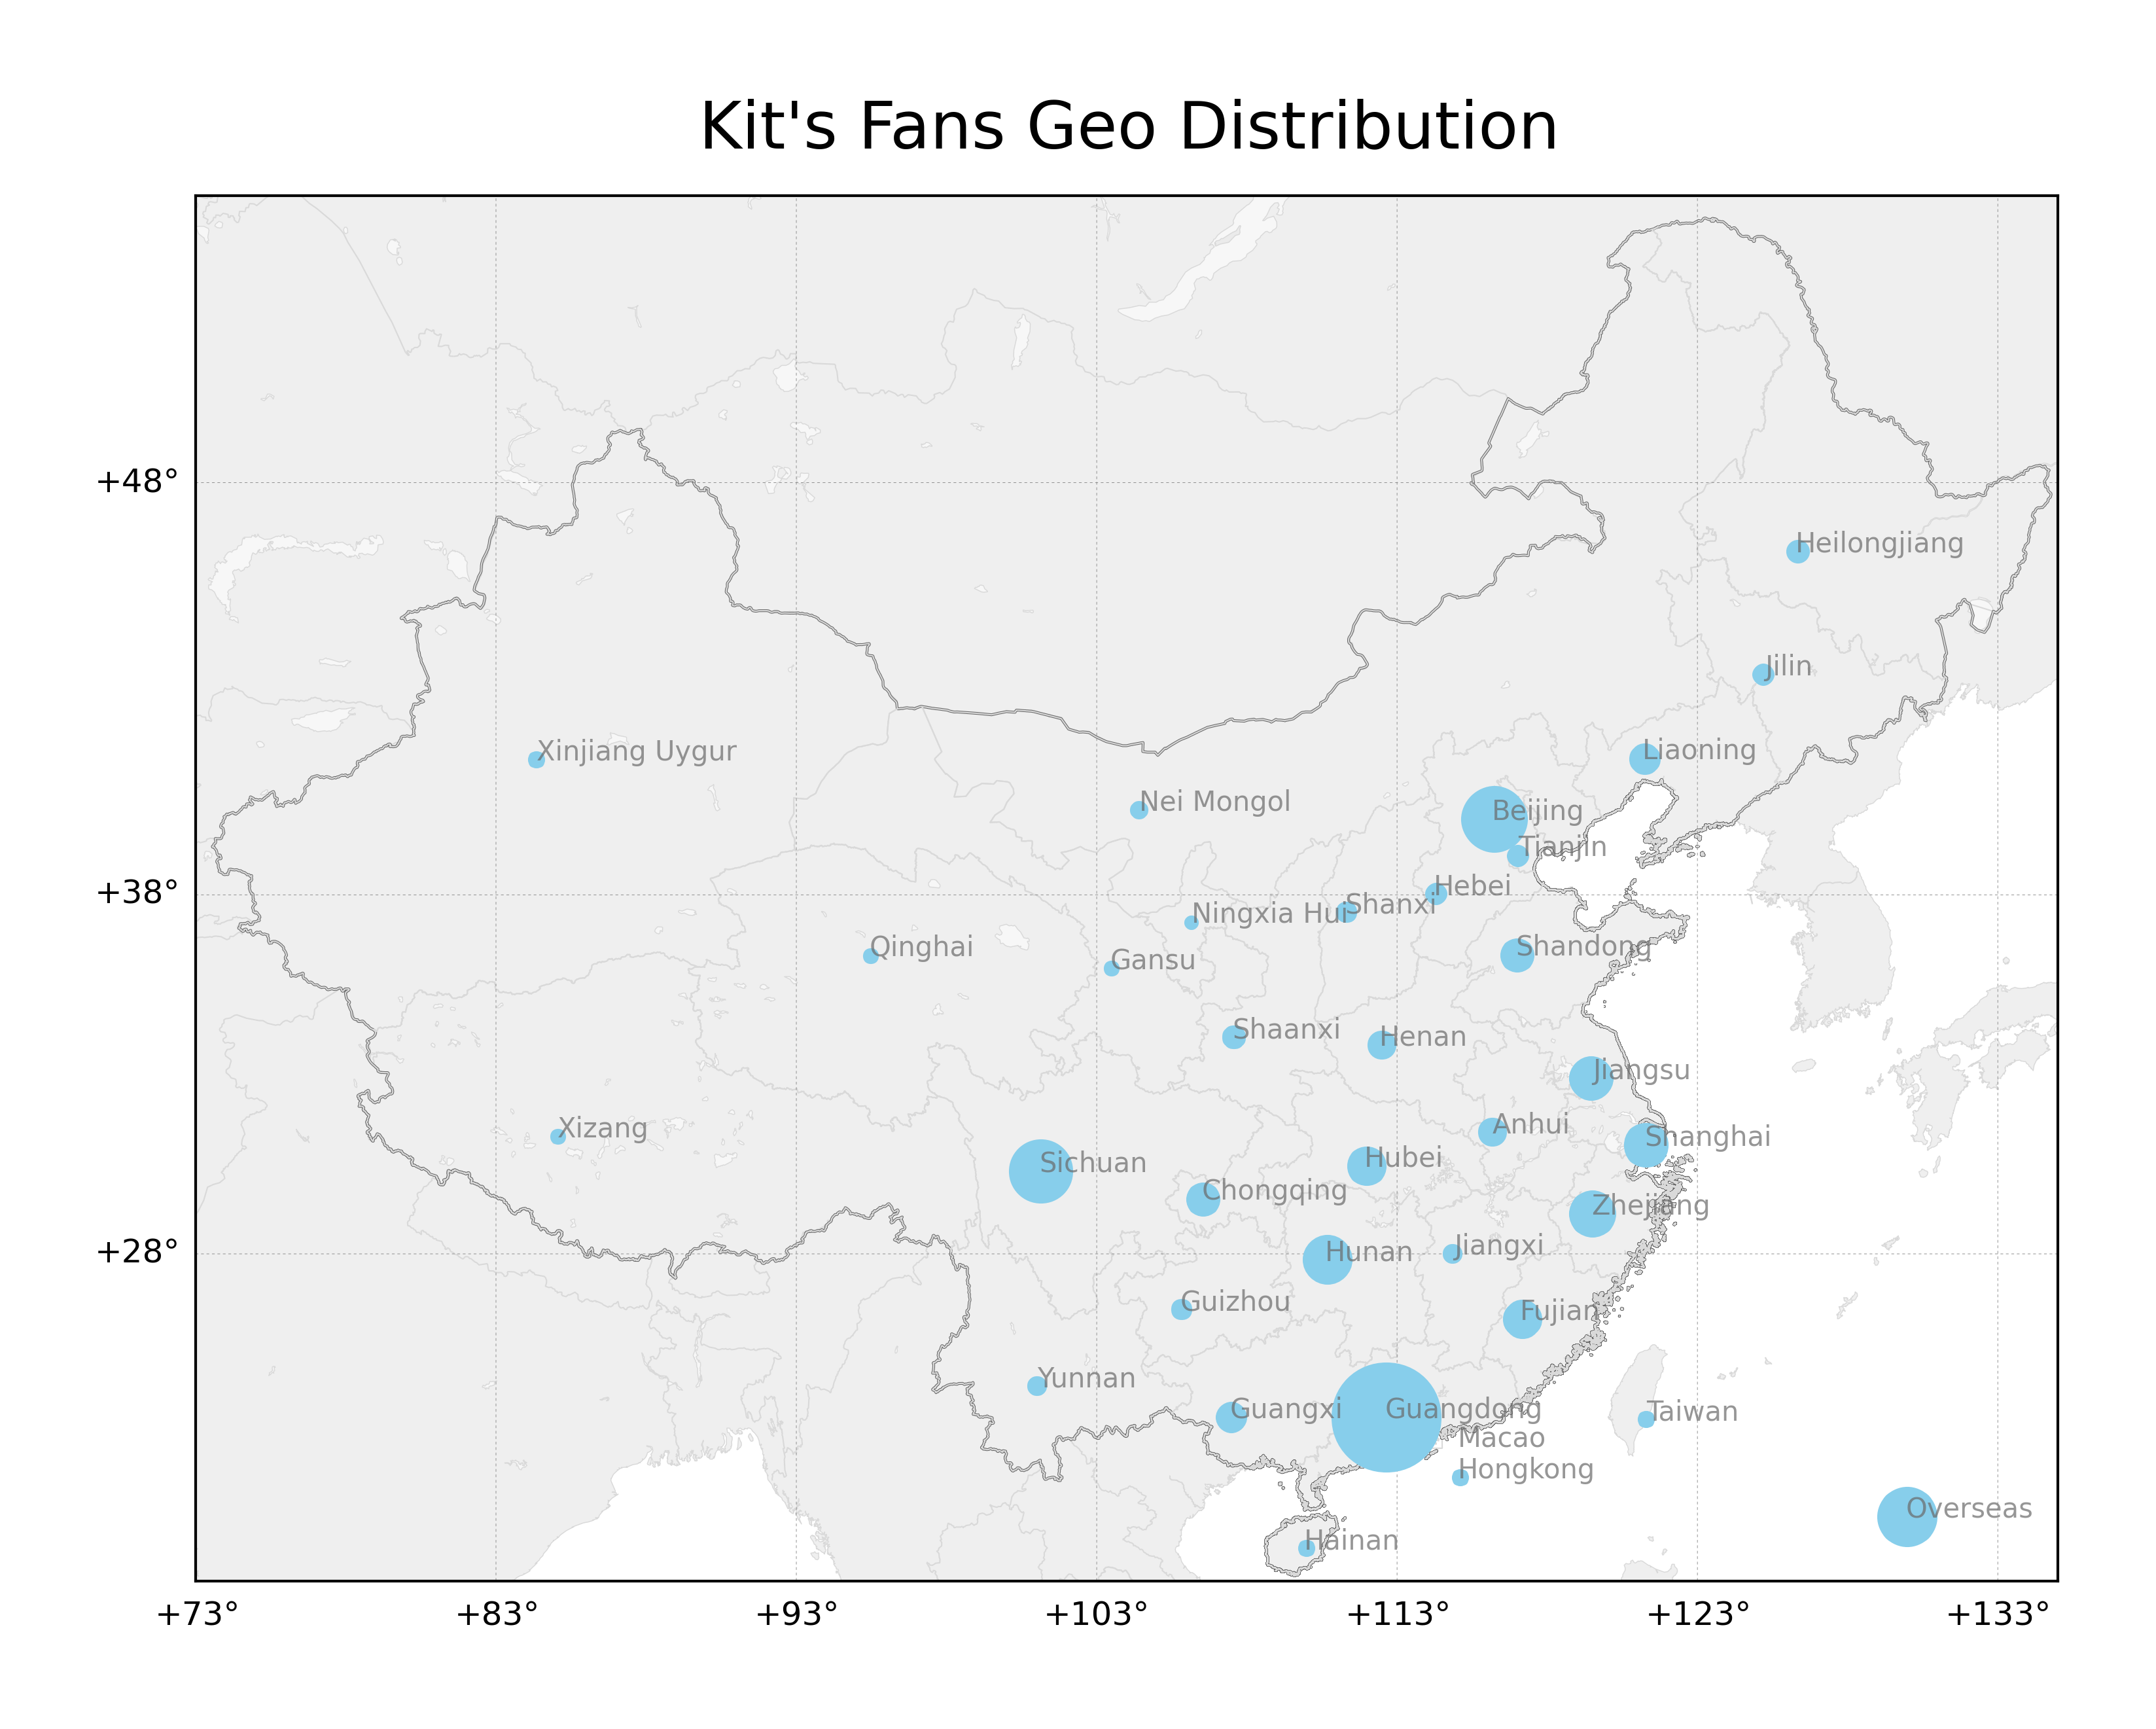 Kit's Fans Geo Distribution
+48°
Heilongjiang
Jilin
Xinjiang Uygur
Liaoning
Nei Mongol
Beijing
Tianjin
+38°
Hebei
Shanxi
Ningxia Hui
Qinghai
Shandong
Gansu
Shaanxi
Henan
Jiangsu
Xizang
Anhui
Shanghai
Sichuan
Hubei
Chongqing
Zhejiang
+28°
Hunan
Jiangxi
Guizhou
Fujian
Yunnan
Guangxi
Guangdong
Taiwan
Macao
Hongkong
Overseas
Hainan
+73°
+83°
+93°
+103°
+113°
+123°
+133°